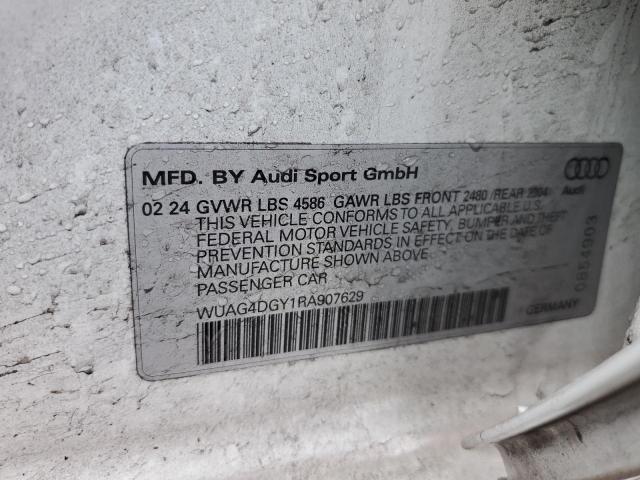 MFD. BY Audi Sport GmbH
02 24 GVWR LBS 4586 GAWR LBS FRONT 2480 /REAR 2204
THIS VEHICLE CONFORMS TO ALL APPLICABLE U.S.
FEDERAL MOTOR VEHICLE SAFETY, BUMPER, AND THEFT
PREVENTION STANDARDS IN EFFECT ON THE DATE OF
MANUFACTURE SHOWN ABOVE
PASSENGER CAR
WUAG4DGY1RA907629
Audi
0854903
GERMANY